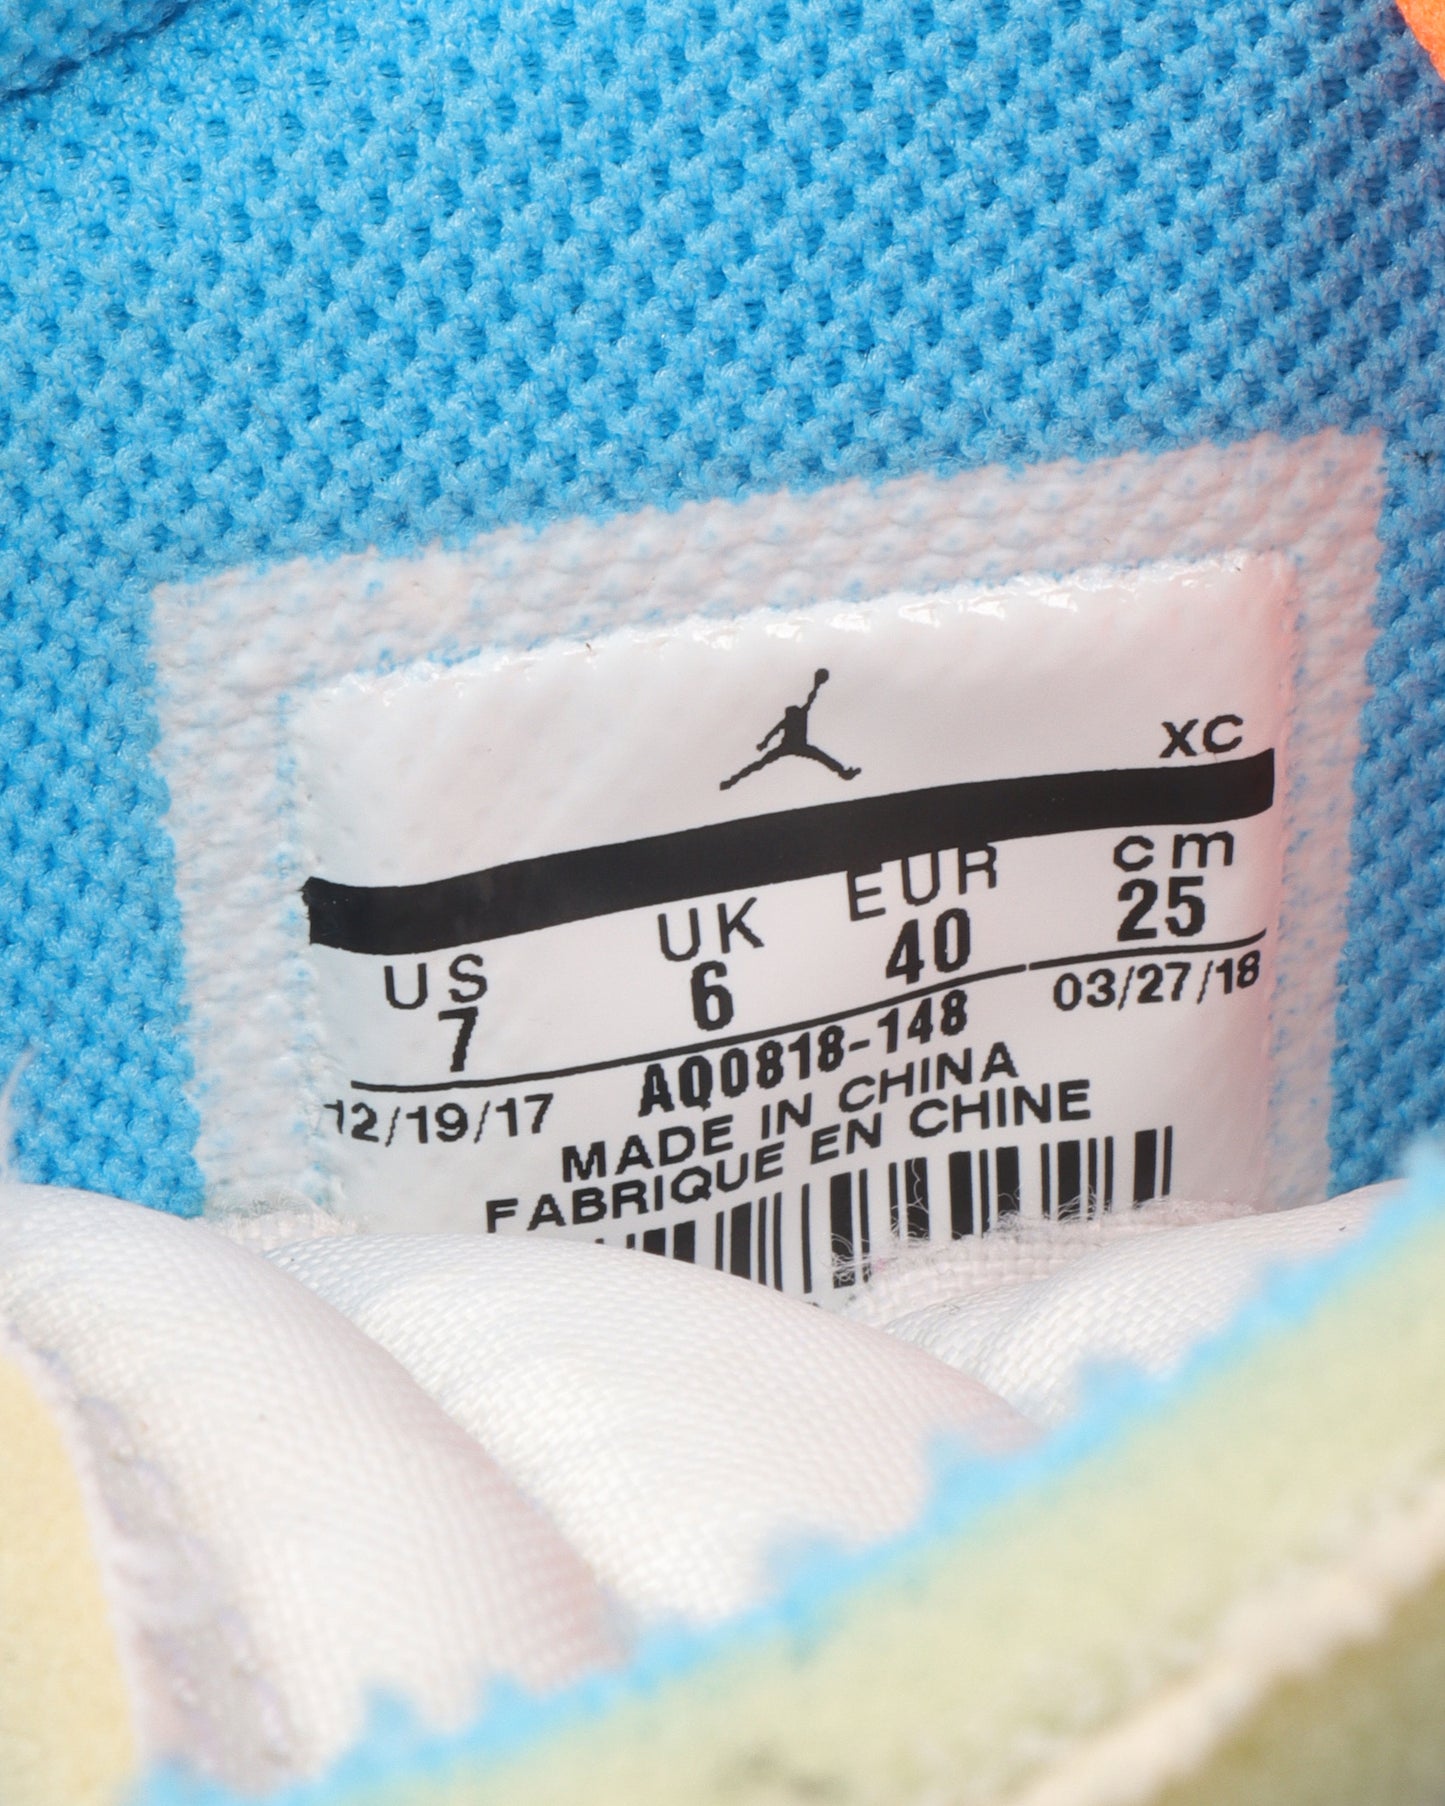 XC
US UK EUR cm
7 6 40 25
12/19/17 AQ0818-148 03/27/18
MADE IN CHINA
FABRIQUE EN CHINE